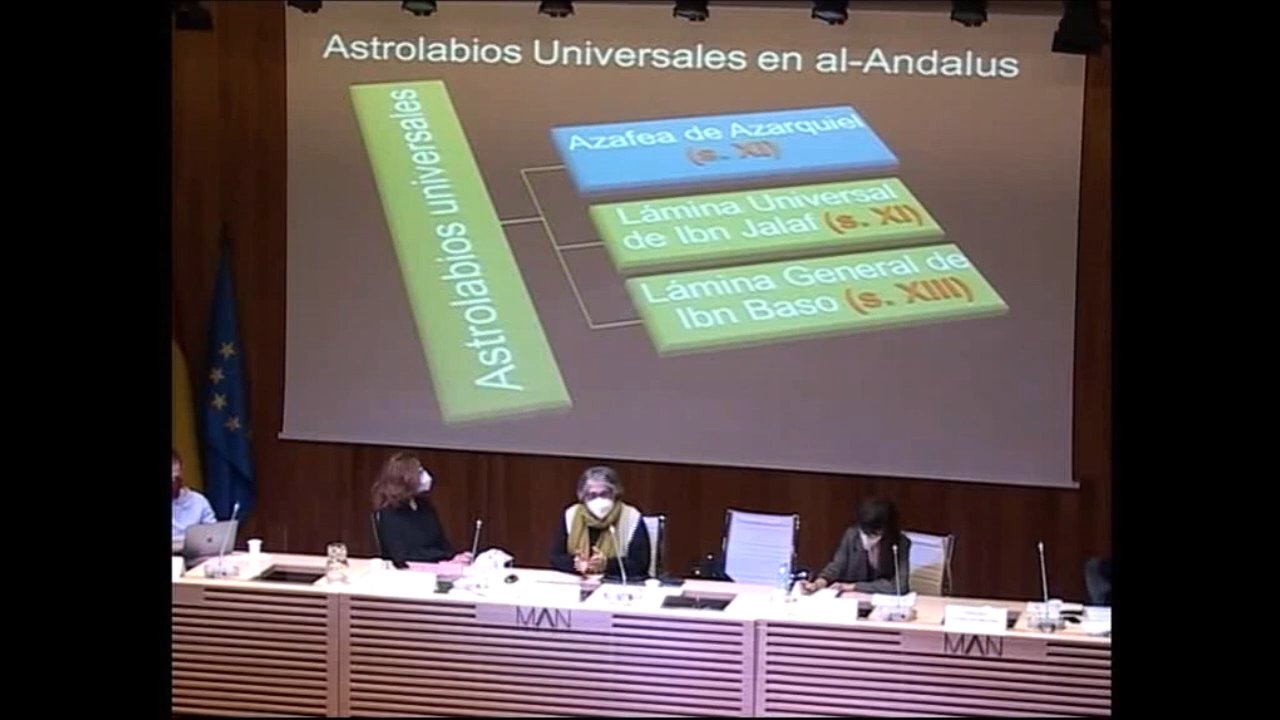 Astrolabios Universales en al-Andalus
Astrolabios universales
Azafea de Azarquiel
(s. XI)
Lámina Universal
de Ibn Jalaf (s. XI)
Lámina General de
Ibn Baso (s. XIII)
MAN
MAN